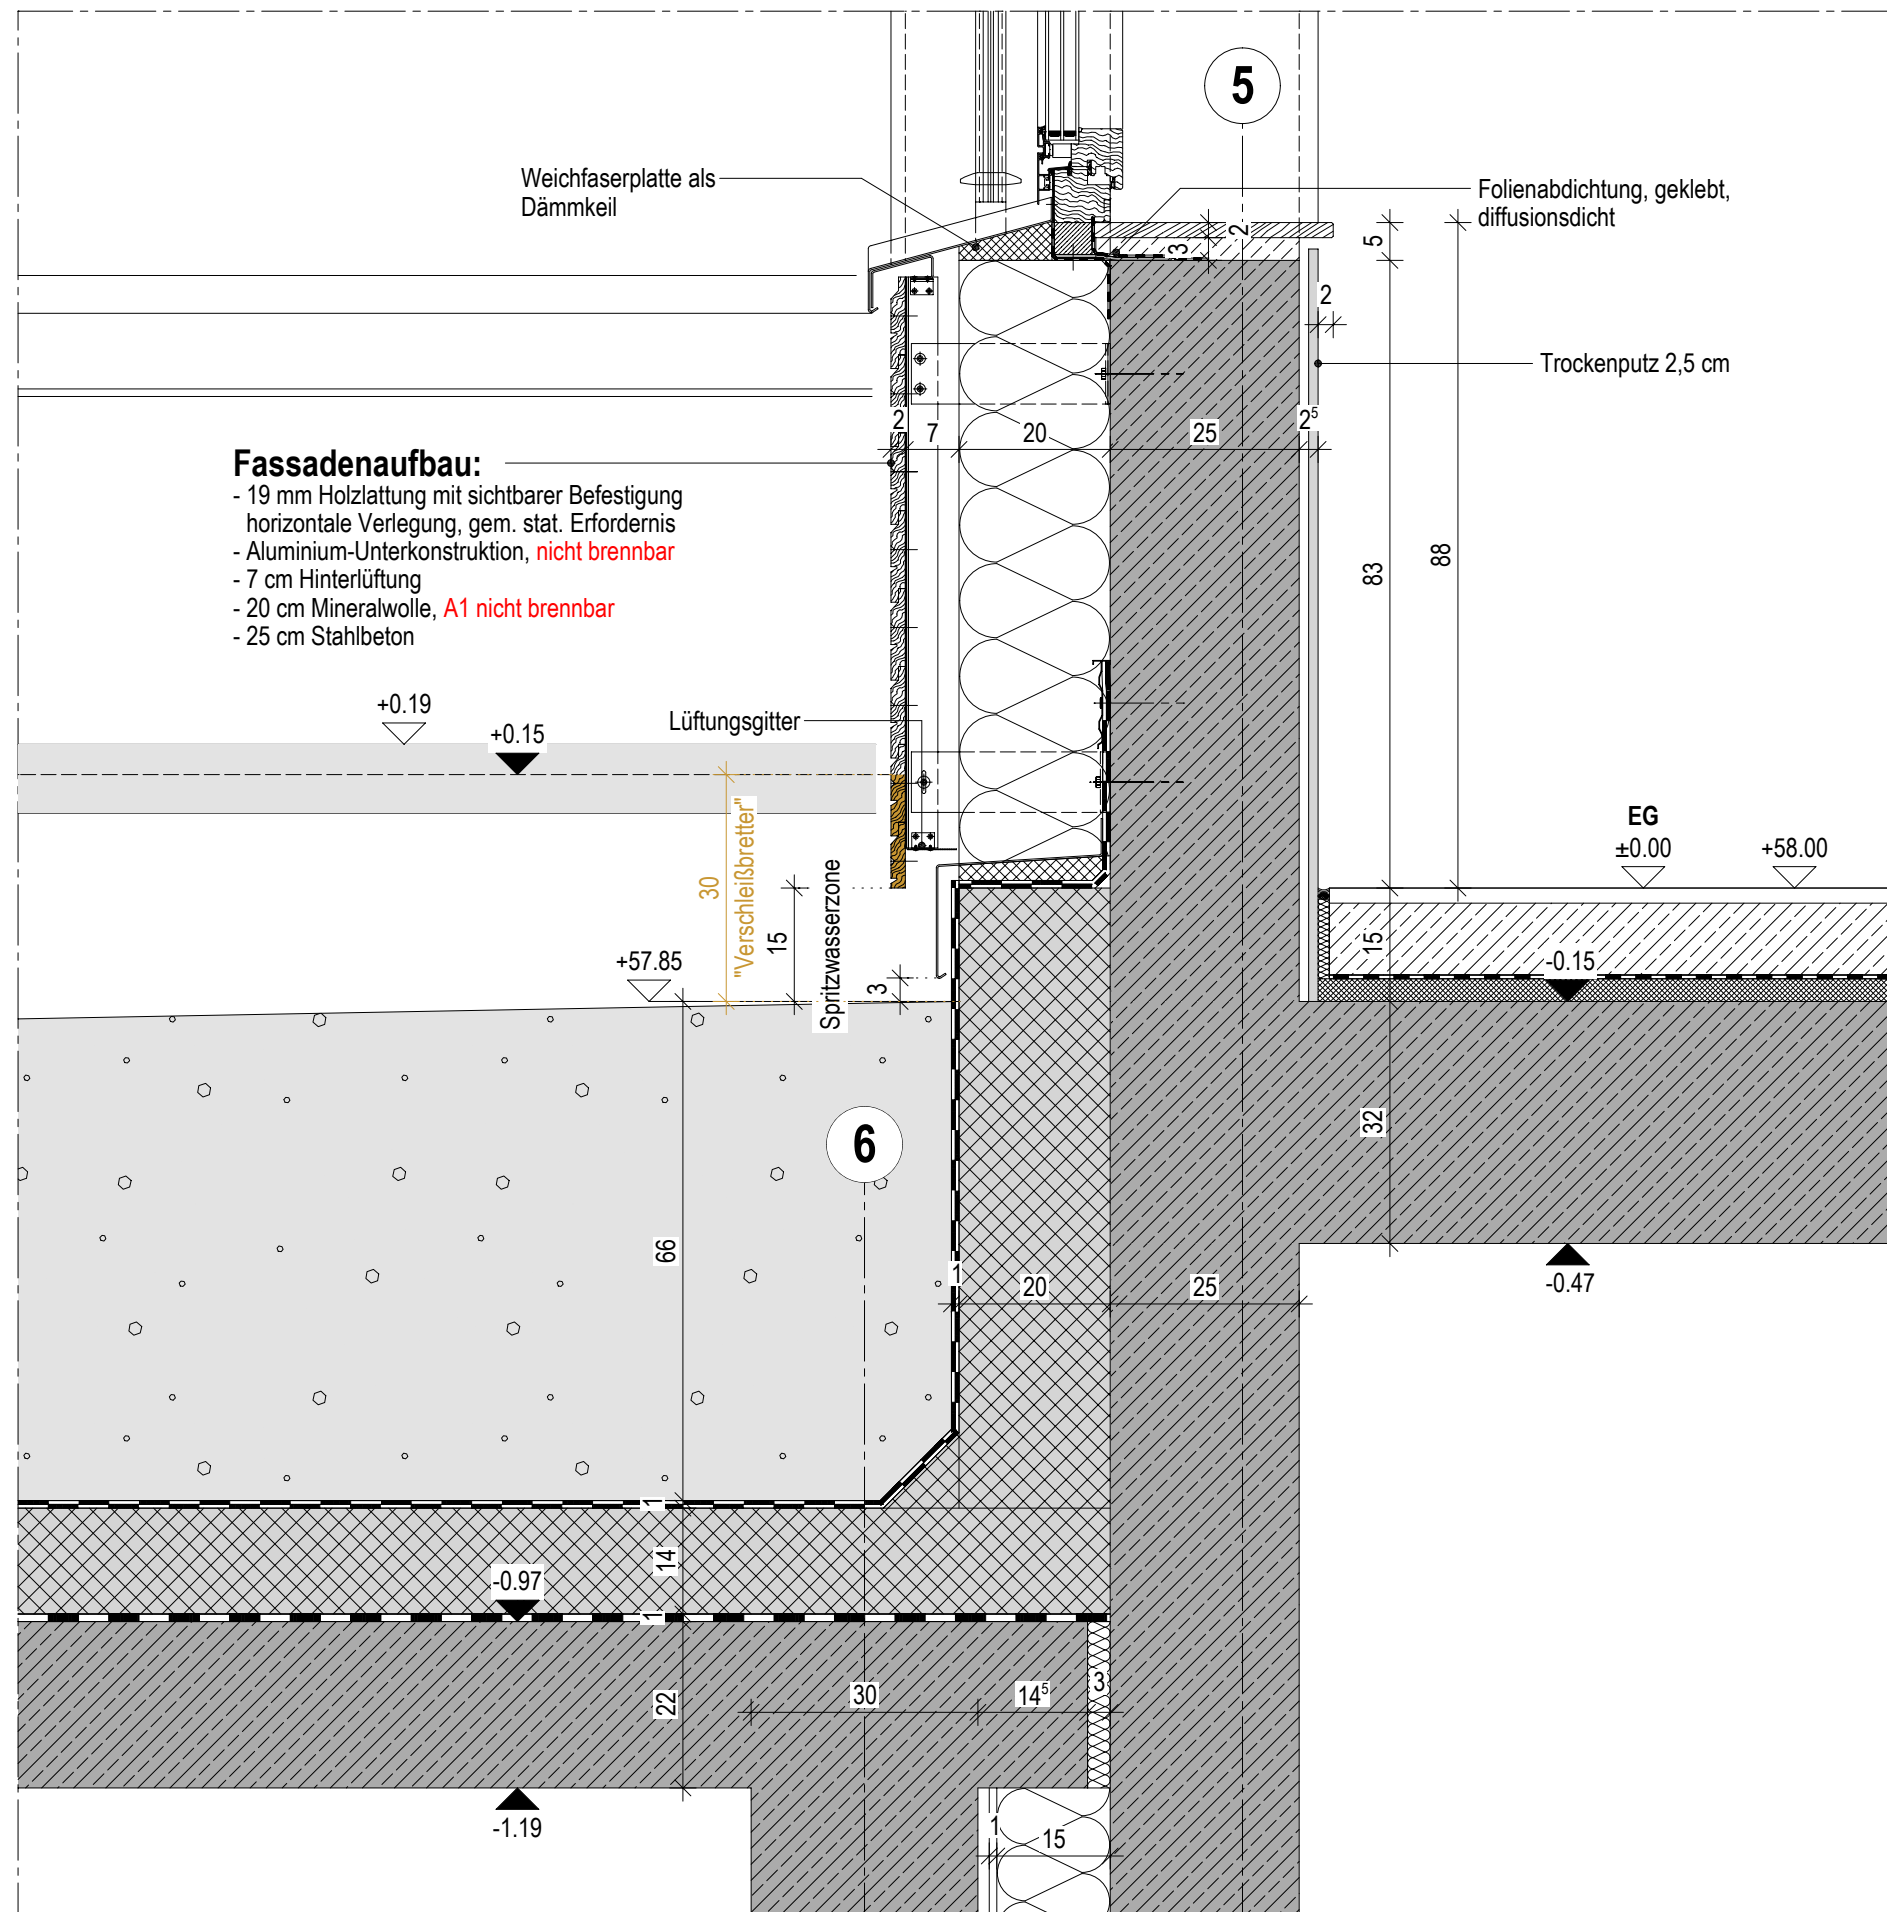 5
Weichfaserplatte als
Dämmkeil
Folienabdichtung, geklebt,
diffusionsdicht
2
3
5
2
Trockenputz 2,5 cm
2
7
20
25
2⁵
83
88
Fassadenaufbau:
- 19 mm Holzlattung mit sichtbarer Befestigung
horizontale Verlegung, gem. stat. Erfordernis
- Aluminium-Unterkonstruktion, nicht brennbar
- 7 cm Hinterlüftung
- 20 cm Mineralwolle, A1 nicht brennbar
- 25 cm Stahlbeton
+0.19
+0.15
Lüftungsgitter
30
"Verschleißbretter"
15
Spritzwasserzone
3
+57.85
EG
±0.00
+58.00
15
-0.15
32
-0.47
6
66
1
20
25
1
14
-0.97
1
22
30
14⁵
3
-1.19
1
15